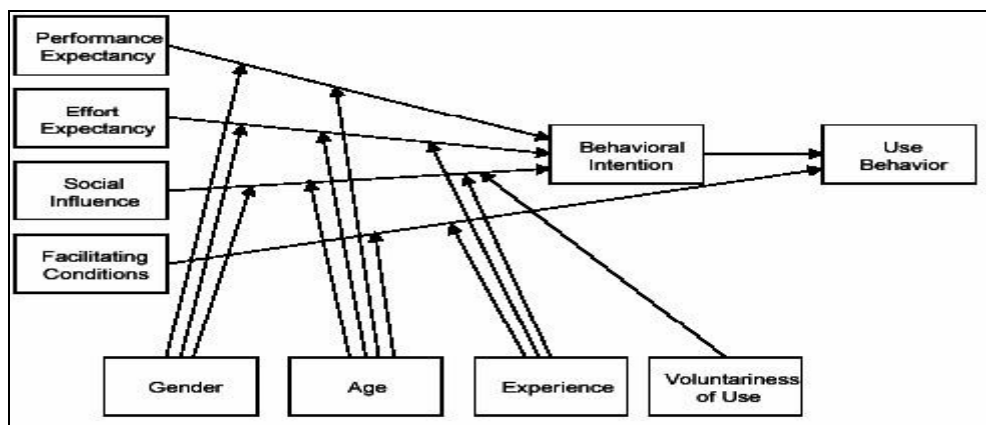 Performance
Expectancy
Effort
Expectancy
Social
Influence
Facilitating
Conditions
Behavioral
Intention
Use
Behavior
Gender
Age
Experience
Voluntariness
of Use